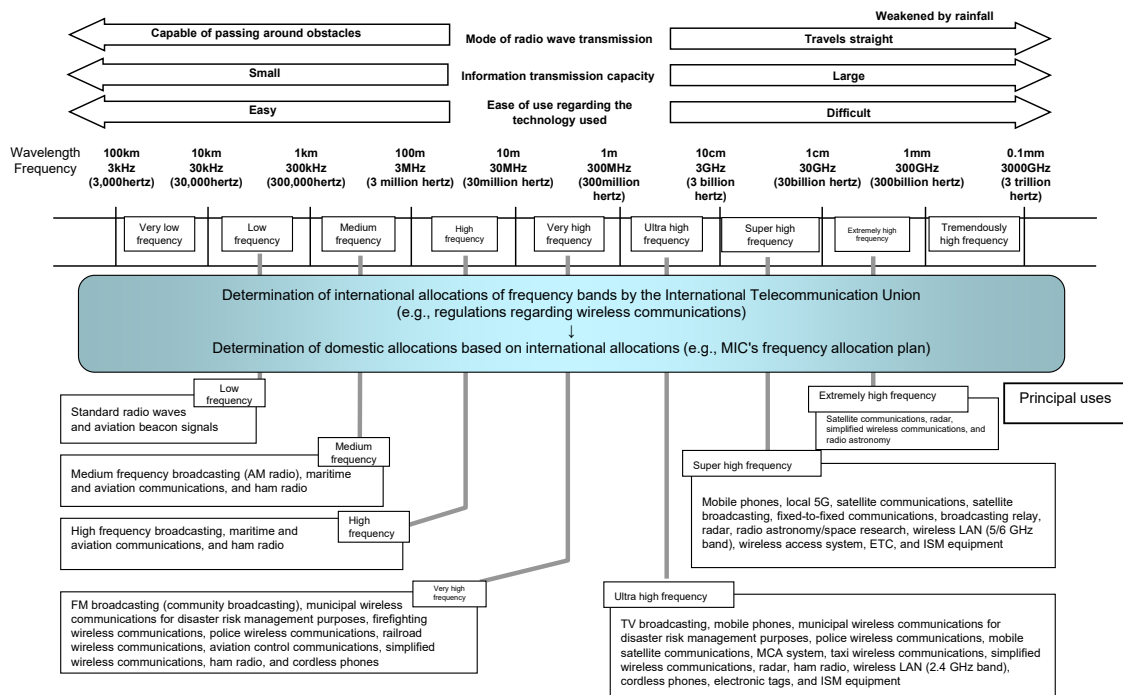 Weakened by rainfall
Capable of passing around obstacles
Mode of radio wave transmission
Travels straight
Small
Information transmission capacity
Large
Easy
Ease of use regarding the
technology used
Difficult
Wavelength
Frequency
100km
3kHz
(3,000hertz)
10km
30kHz
(30,000hertz)
1km
300kHz
(300,000hertz)
100m
3MHz
(3 million hertz)
10m
30MHz
(30million hertz)
1m
300MHz
(300million
hertz)
10cm
3GHz
(3 billion
hertz)
1cm
30GHz
(30billion hertz)
1mm
300GHz
(300billion hertz)
0.1mm
3000GHz
(3 trillion
hertz)
Very low
frequency
Low
frequency
Medium
frequency
High
frequency
Very high
frequency
Ultra high
frequency
Super high
frequency
Extremely high
frequency
Tremendously
high frequency
Determination of international allocations of frequency bands by the International Telecommunication Union
(e.g., regulations regarding wireless communications)
↓
Determination of domestic allocations based on international allocations (e.g., MIC's frequency allocation plan)
Principal uses
Low
frequency
Standard radio waves
and aviation beacon signals
Medium
frequency
Medium frequency broadcasting (AM radio), maritime
and aviation communications, and ham radio
High
frequency
High frequency broadcasting, maritime and
aviation communications, and ham radio
Very high
frequency
FM broadcasting (community broadcasting), municipal wireless
communications for disaster risk management purposes, firefighting
wireless communications, police wireless communications, railroad
wireless communications, aviation control communications, simplified
wireless communications, ham radio, and cordless phones
Extremely high frequency
Satellite communications, radar,
simplified wireless communications, and
radio astronomy
Super high frequency
Mobile phones, local 5G, satellite communications, satellite
broadcasting, fixed-to-fixed communications, broadcasting relay,
radar, radio astronomy/space research, wireless LAN (5/6 GHz
band), wireless access system, ETC, and ISM equipment
Ultra high frequency
TV broadcasting, mobile phones, municipal wireless communications for
disaster risk management purposes, police wireless communications, mobile
satellite communications, MCA system, taxi wireless communications, simplified
wireless communications, radar, ham radio, wireless LAN (2.4 GHz band),
cordless phones, electronic tags, and ISM equipment